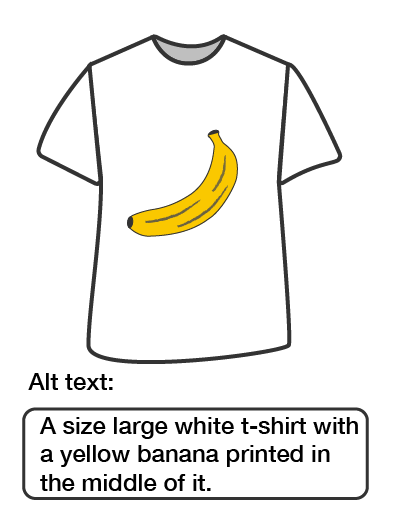 Alt text:
A size large white t-shirt with
a yellow banana printed in
the middle of it.